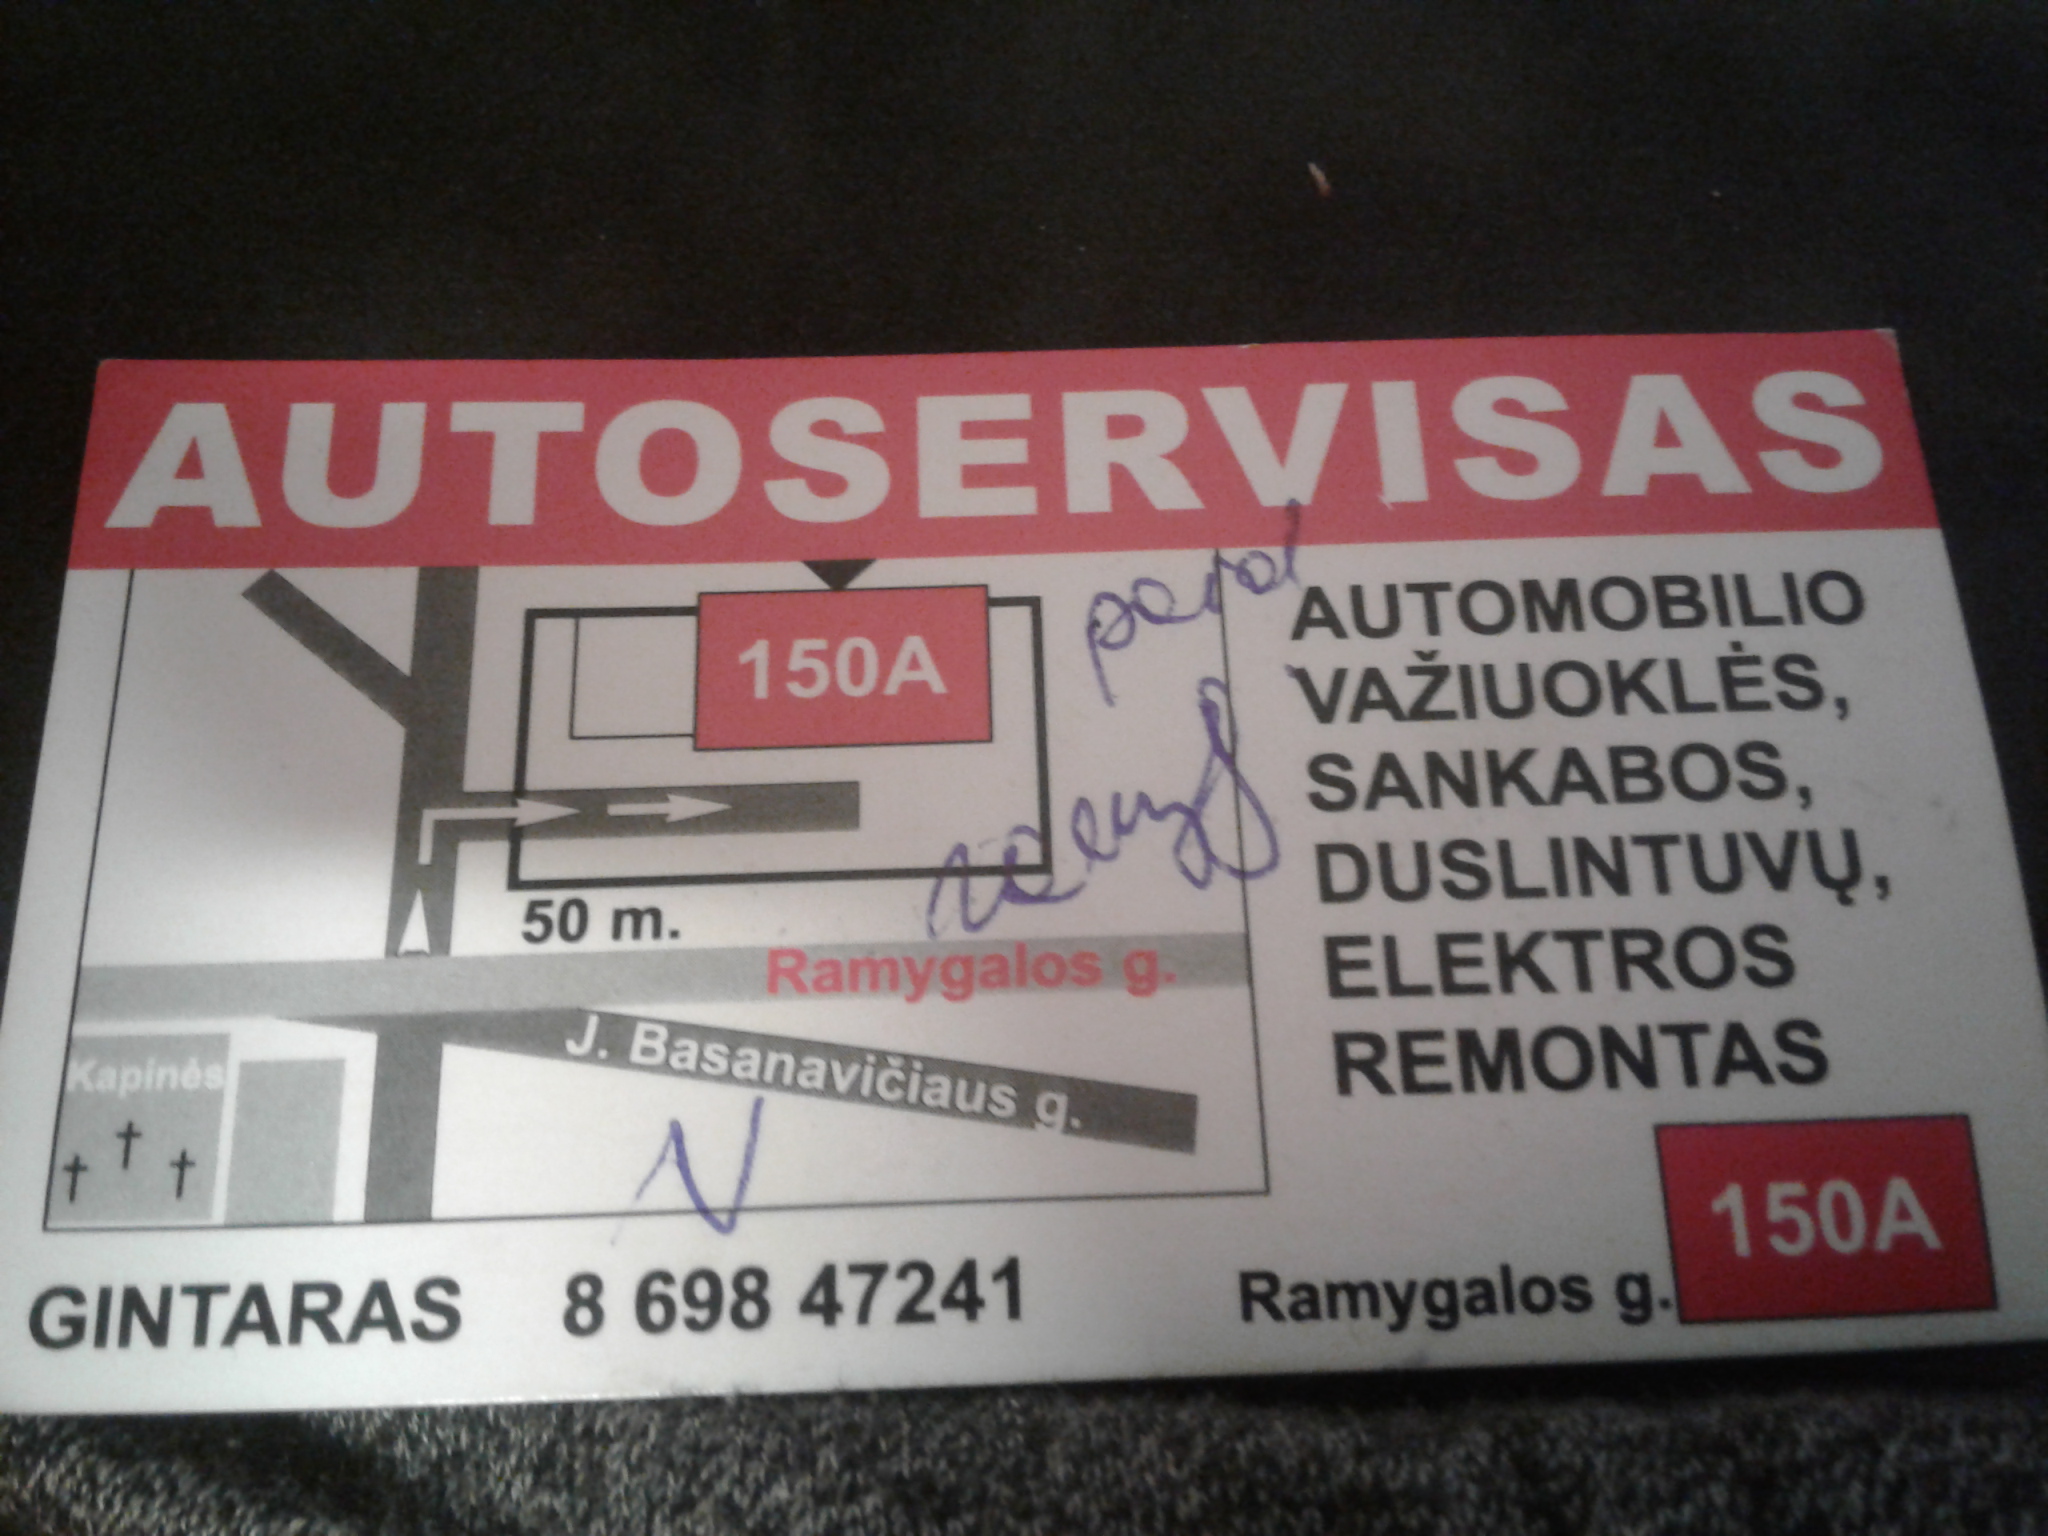 AUTOSERVISAS
150A
50 m.
Ramygalos g.
J. Basanavičiaus g.
Kapinės
AUTOMOBILIO
VAŽIUOKLĖS,
SANKABOS,
DUSLINTUVŲ,
ELEKTROS
REMONTAS
GINTARAS 8 698 47241
Ramygalos g. 150A